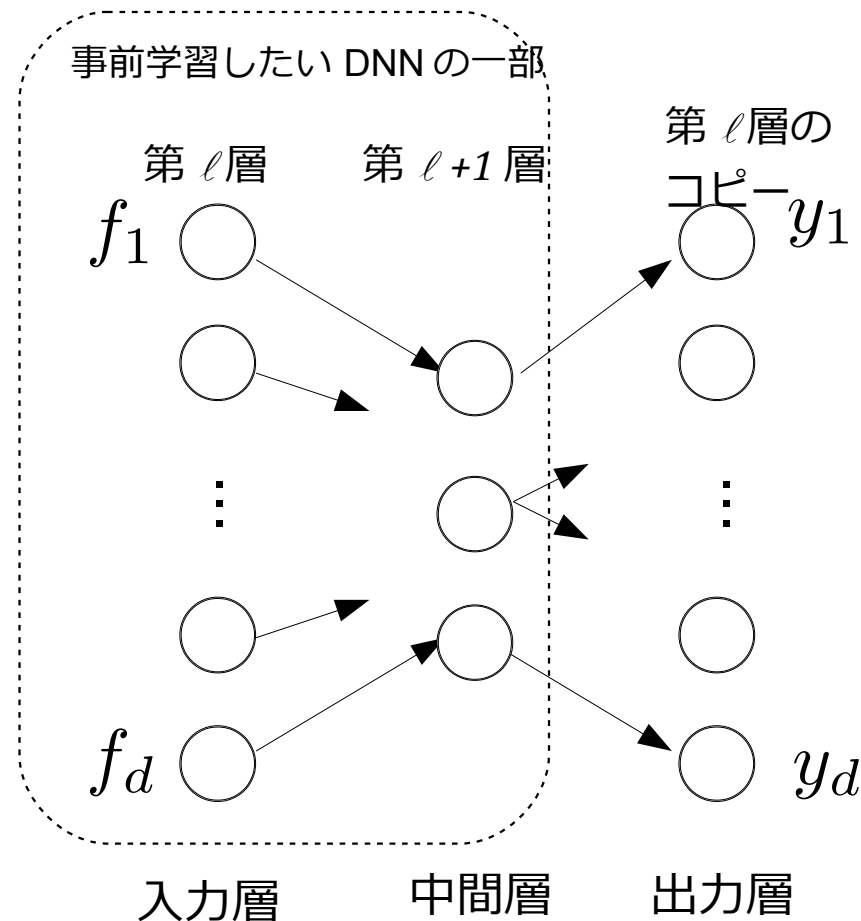 事前学習したい DNN の一部
第 ℓ層
第 ℓ +1 層
第 ℓ層の
コピー
f1
y1
⋮
⋮
fd
yd
入力層
中間層
出力層